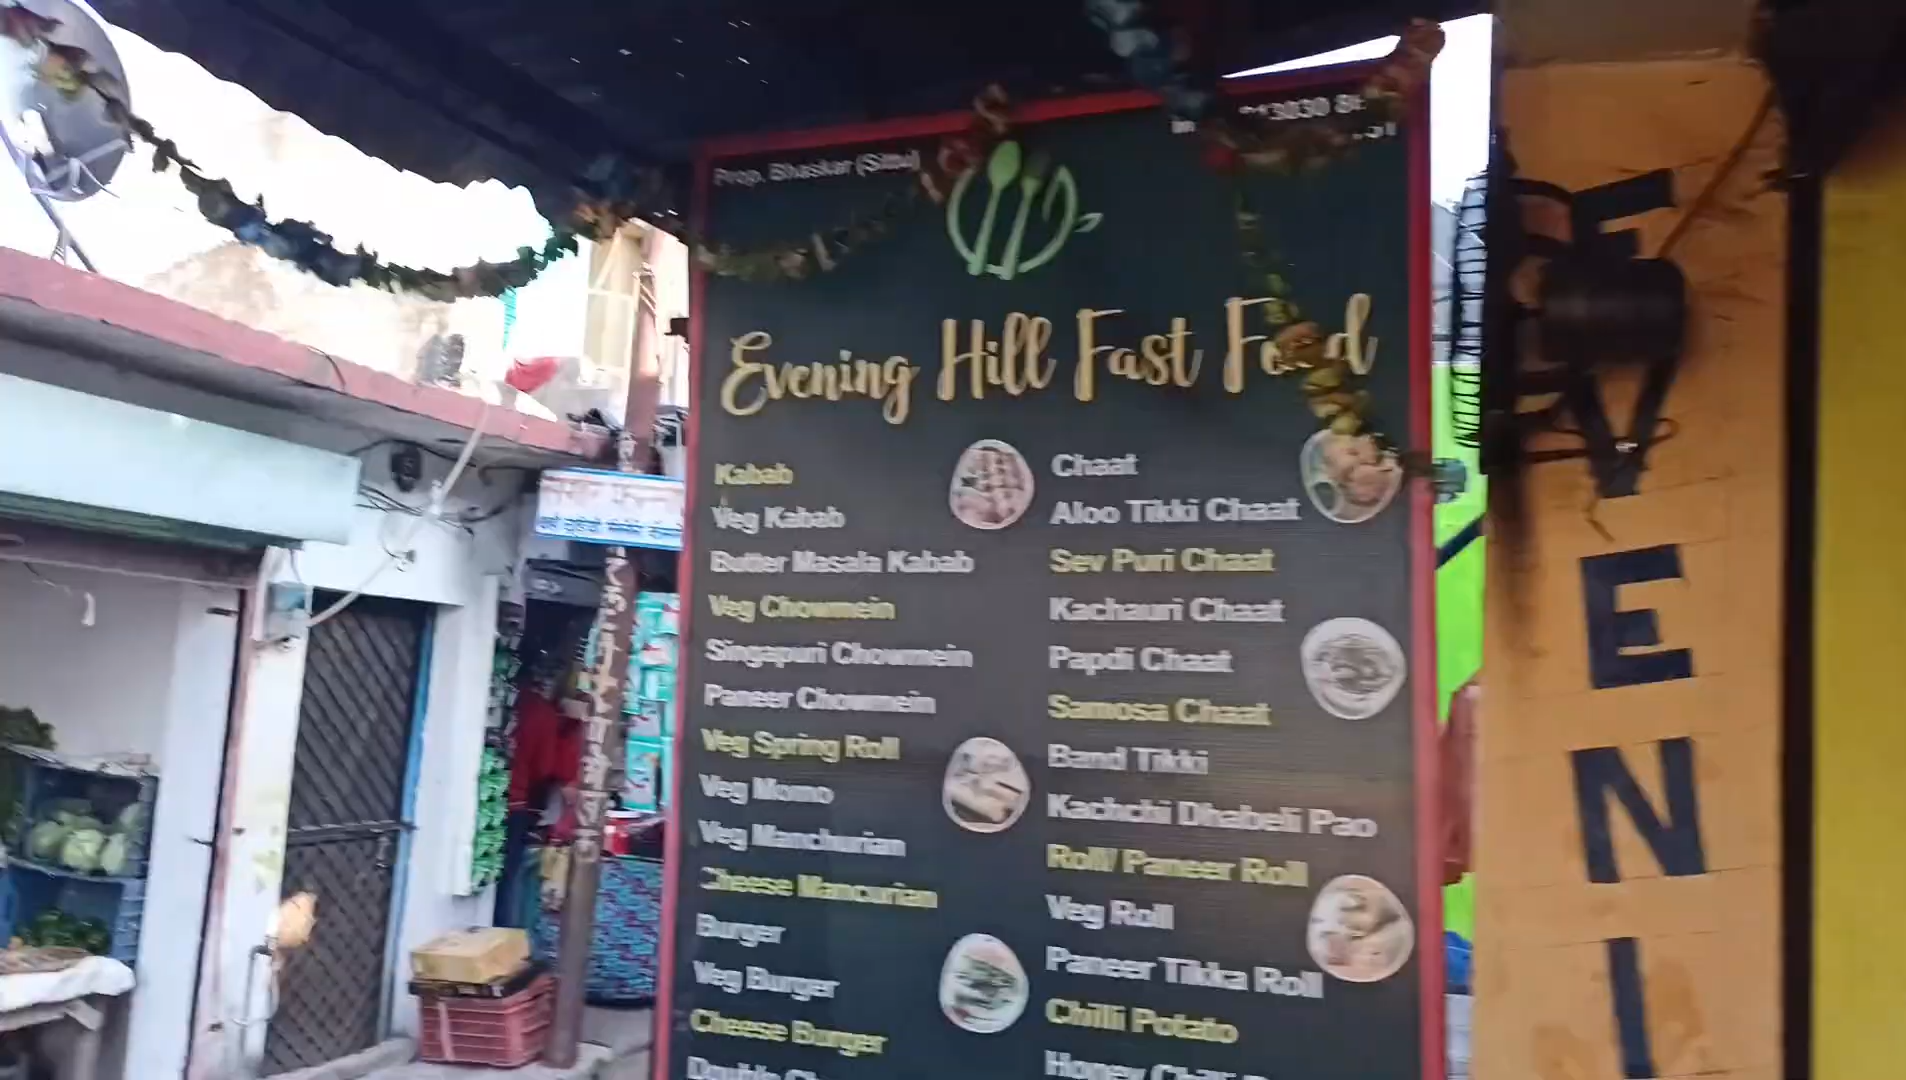 Prop. Bhaskar (Sittu)
Evening Hill Fast Food
Kabab
Veg Kabab
Butter Masala Kabab
Veg Chowmein
Singapuri Chowmein
Paneer Chowmein
Veg Spring Roll
Veg Momo
Veg Manchurian
Cheese Mancurian
Burger
Veg Burger
Cheese Burger
Chaat
Aloo Tikki Chaat
Sev Puri Chaat
Kachauri Chaat
Papdi Chaat
Samosa Chaat
Band Tikki
Kachchi Dhabeli Pao
Roll/ Paneer Roll
Veg Roll
Paneer Tikka Roll
Chilli Potato
EVENI